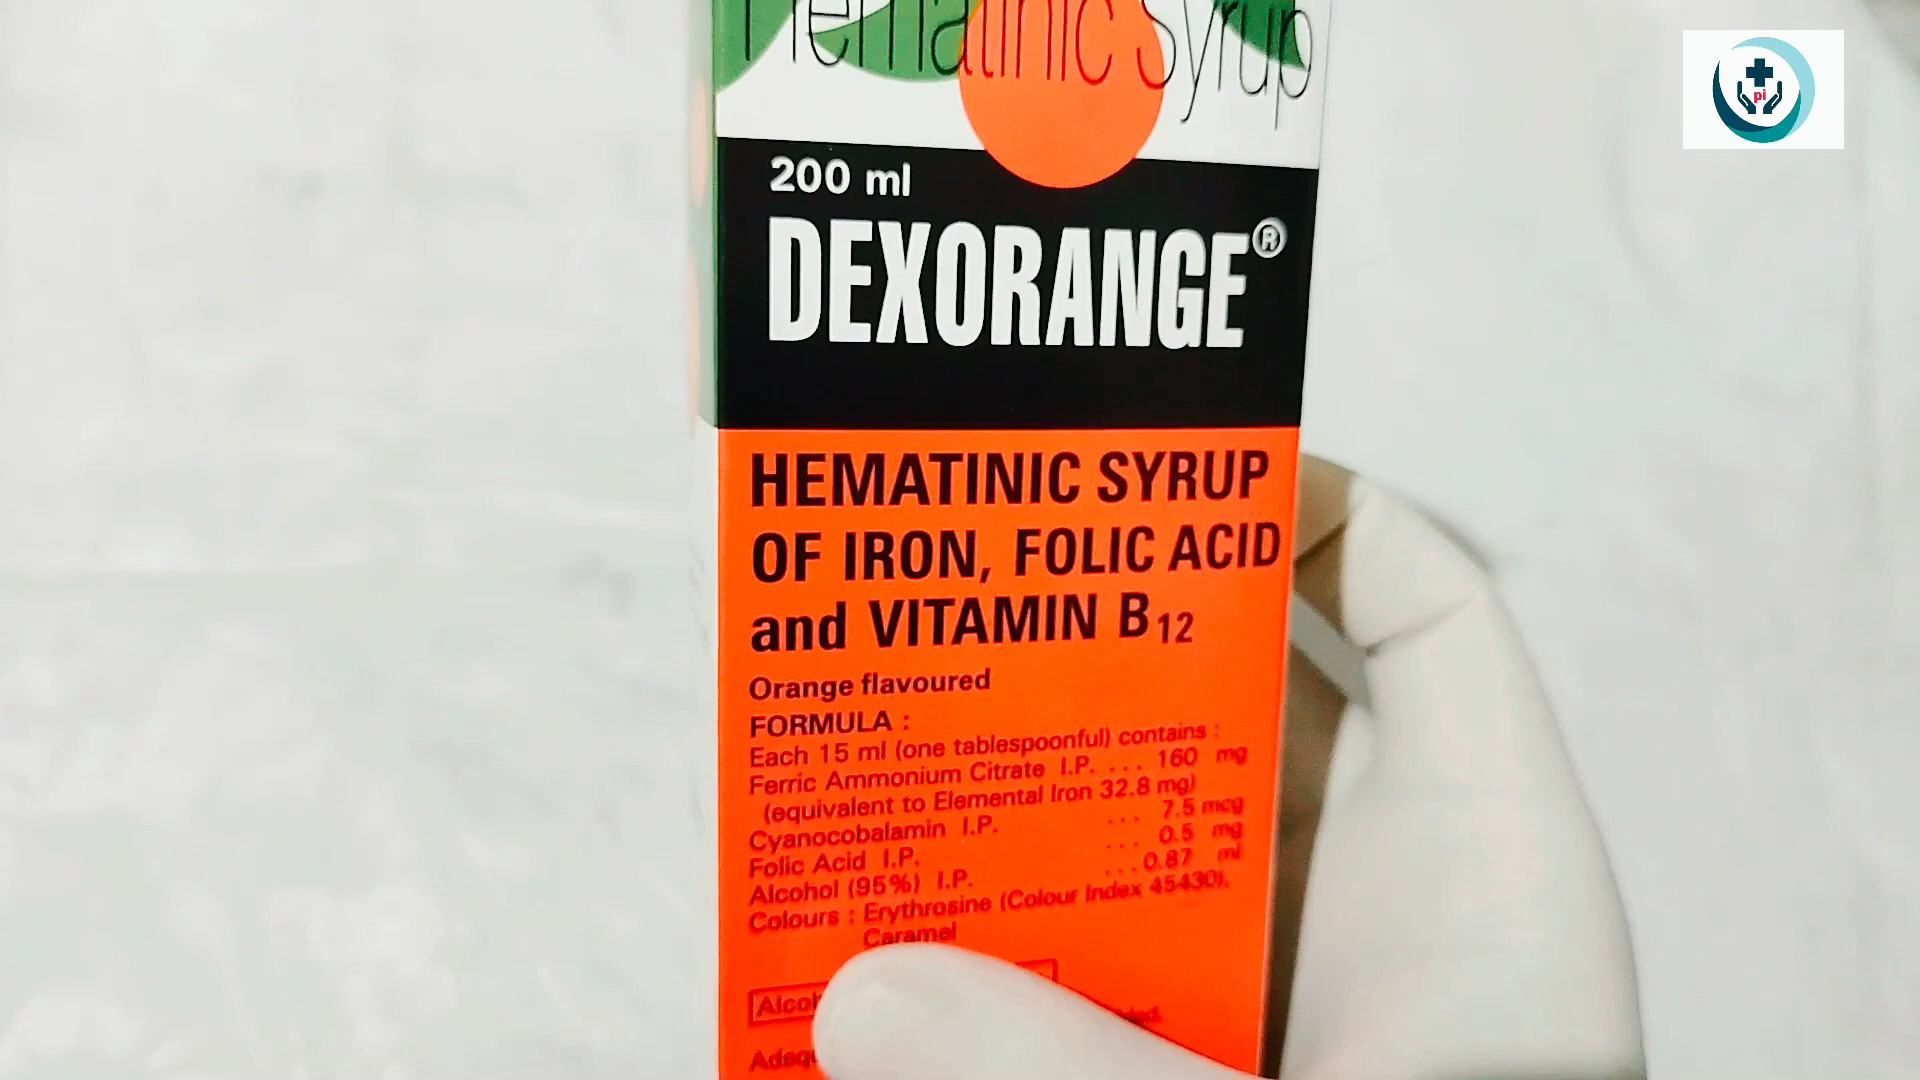 Hematinic Syrup
200 ml
DEXORANGE®
HEMATINIC SYRUP
OF IRON, FOLIC ACID
and VITAMIN B12
Orange flavoured
FORMULA :
Each 15 ml (one tablespoonful) contains :
Ferric Ammonium Citrate I.P. ... 160 mg
(equivalent to Elemental Iron 32.8 mg)
Cyanocobalamin I.P. ... 7.5 mcg
Folic Acid I.P. ... 0.5 mg
Alcohol (95%) I.P. ... 0.87 ml
Colours : Erythrosine (Colour Index 45430),
Caramel
pi